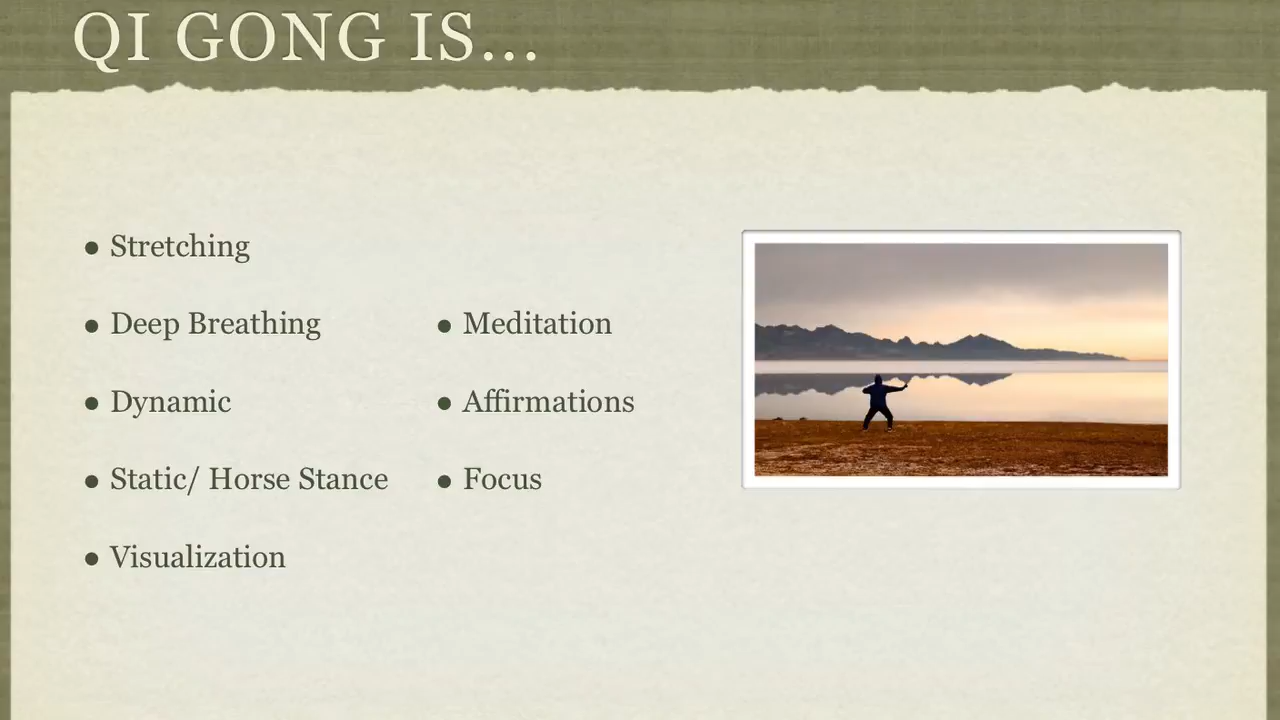 QI GONG IS...
• Stretching
• Deep Breathing
• Dynamic
• Static/ Horse Stance
• Visualization
• Meditation
• Affirmations
• Focus